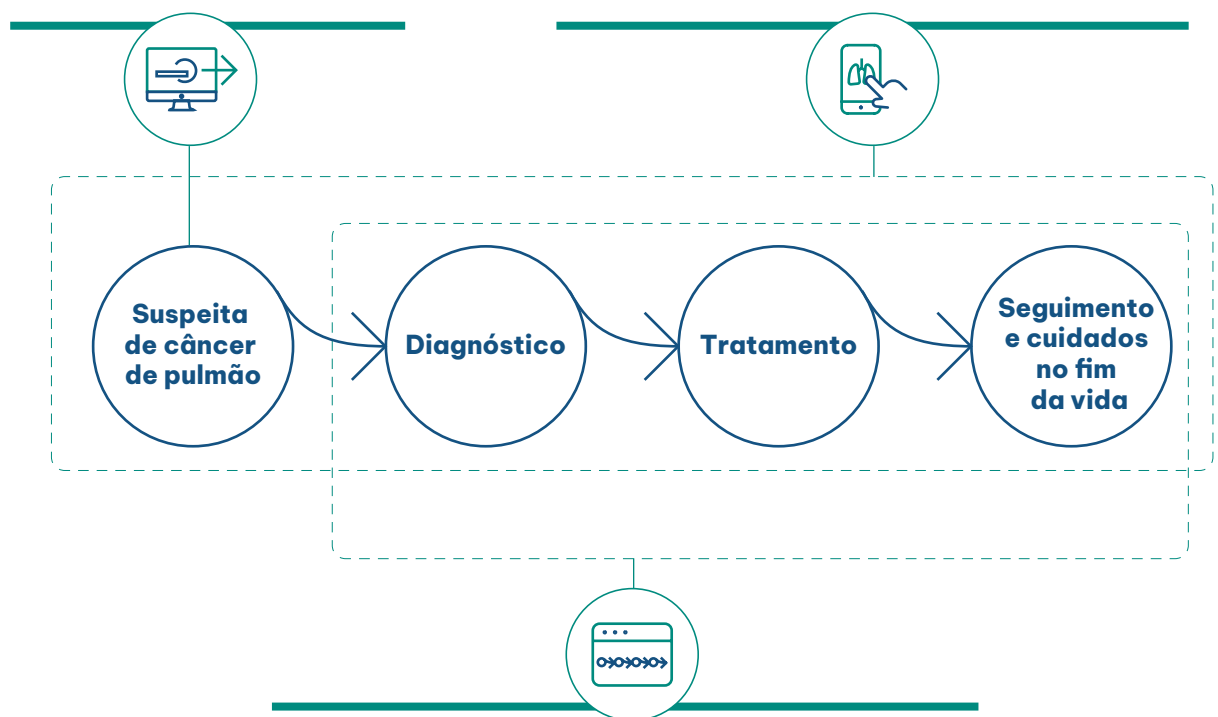 Suspeita
de câncer
de pulmão
Diagnóstico
Tratamento
Seguimento
e cuidados
no fim
da vida